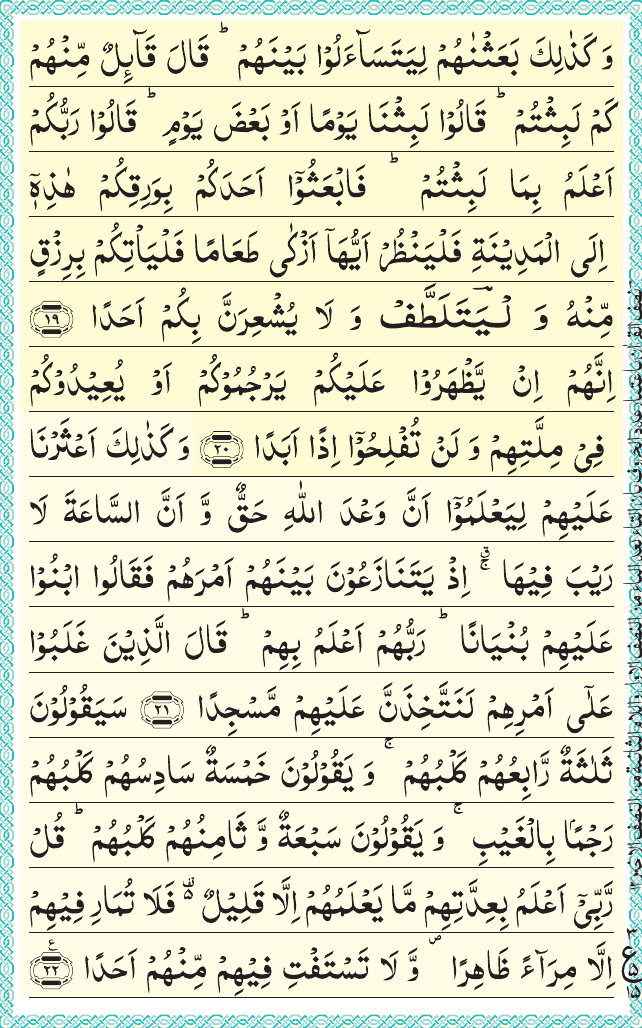 وَ كَذٰلِكَ بَعَثْنٰهُمْ لِيَتَسَآءَلُوْا بَيْنَهُمْ ؕ قَالَ قَآىِٕلٌ مِّنْهُمْ
كَمْ لَبِثْتُمْ ؕ قَالُوْا لَبِثْنَا يَوْمًا اَوْ بَعْضَ يَوْمٍ ؕ قَالُوْا رَبُّكُمْ
اَعْلَمُ بِمَا لَبِثْتُمْ ؕ فَابْعَثُوْۤا اَحَدَكُمْ بِوَرِقِكُمْ هٰذِهٖۤ
اِلَى الْمَدِيْنَةِ فَلْيَنْظُرْ اَيُّهَاۤ اَزْكٰى طَعَامًا فَلْيَاْتِكُمْ بِرِزْقٍ
مِّنْهُ وَ لْيَتَلَطَّفْ وَ لَا يُشْعِرَنَّ بِكُمْ اَحَدًا ۝۱۹
اِنَّهُمْ اِنْ يَّظْهَرُوْا عَلَيْكُمْ يَرْجُمُوْكُمْ اَوْ يُعِيْدُوْكُمْ
فِيْ مِلَّتِهِمْ وَ لَنْ تُفْلِحُوْۤا اِذًا اَبَدًا ۝۲۰ وَ كَذٰلِكَ اَعْثَرْنَا
عَلَيْهِمْ لِيَعْلَمُوْۤا اَنَّ وَعْدَ اللّٰهِ حَقٌّ وَّ اَنَّ السَّاعَةَ لَا
رَيْبَ فِيْهَا ۚۗ اِذْ يَتَنَازَعُوْنَ بَيْنَهُمْ اَمْرَهُمْ فَقَالُوا ابْنُوْا
عَلَيْهِمْ بُنْيَانًا ؕ رَبُّهُمْ اَعْلَمُ بِهِمْ ؕ قَالَ الَّذِيْنَ غَلَبُوْا
عَلٰۤى اَمْرِهِمْ لَنَتَّخِذَنَّ عَلَيْهِمْ مَّسْجِدًا ۝۲۱ سَيَقُوْلُوْنَ
ثَلٰثَةٌ رَّابِعُهُمْ كَلْبُهُمْ ۚ وَ يَقُوْلُوْنَ خَمْسَةٌ سَادِسُهُمْ كَلْبُهُمْ
رَجْمًۢا بِالْغَيْبِ ۚ وَ يَقُوْلُوْنَ سَبْعَةٌ وَّ ثَامِنُهُمْ كَلْبُهُمْ ؕ قُلْ
رَّبِّيْۤ اَعْلَمُ بِعِدَّتِهِمْ مَّا يَعْلَمُهُمْ اِلَّا قَلِيْلٌ ۬۫ فَلَا تُمَارِ فِيْهِمْ
اِلَّا مِرَآءً ظَاهِرًا ۪ وَّ لَا تَسْتَفْتِ فِيْهِمْ مِّنْهُمْ اَحَدًا ۝۲۲